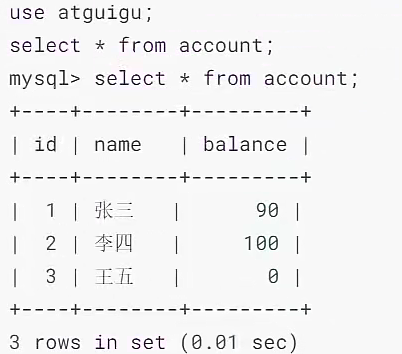 use atguigu;
select * from account;
mysql> select * from account;
+----+--------+---------+
| id | name   | balance |
+----+--------+---------+
|  1 | 张三   |      90 |
|  2 | 李四   |     100 |
|  3 | 王五   |       0 |
+----+--------+---------+
3 rows in set (0.01 sec)